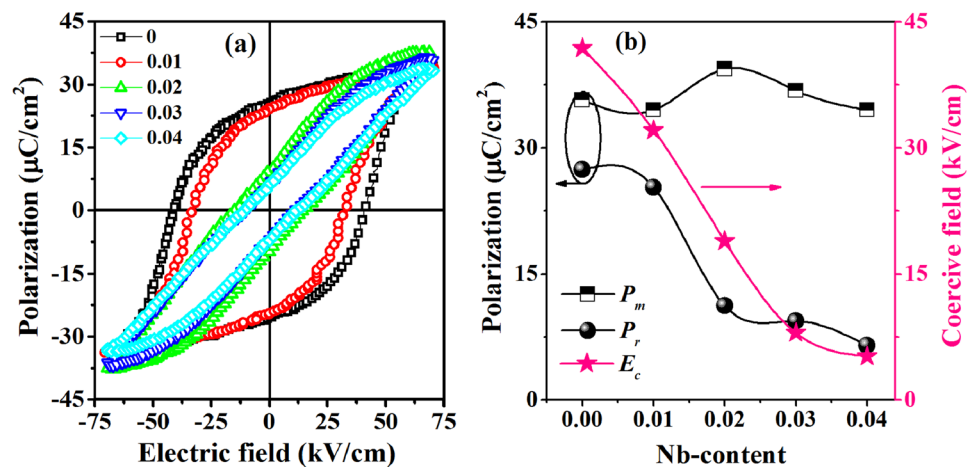 (a)
0
0.01
0.02
0.03
0.04
45
30
15
0
-15
-30
-45
Polarization (μC/cm²)
-75 -50 -25 0 25 50 75
Electric field (kV/cm)
(b)
45
30
15
0
Polarization (μC/cm²)
Pm
Pr
Ec
45
30
15
0
Coercive field (kV/cm)
0.00 0.01 0.02 0.03 0.04
Nb-content